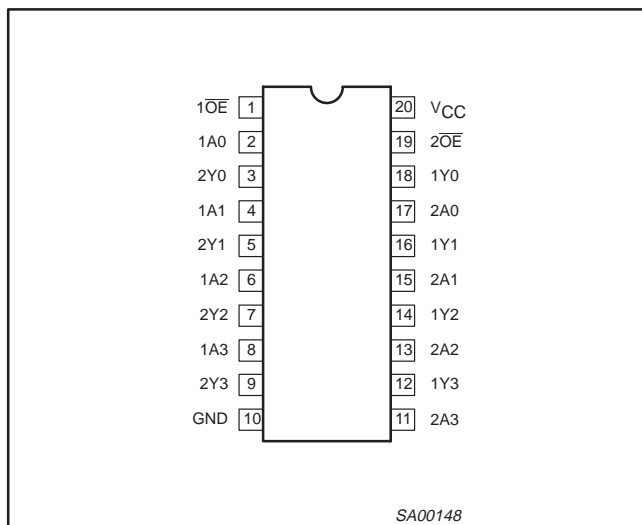 1O̅E̅ 1 20 VCC
1A0 2 19 2O̅E̅
2Y0 3 18 1Y0
1A1 4 17 2A0
2Y1 5 16 1Y1
1A2 6 15 2A1
2Y2 7 14 1Y2
1A3 8 13 2A2
2Y3 9 12 1Y3
GND 10 11 2A3
SA00148